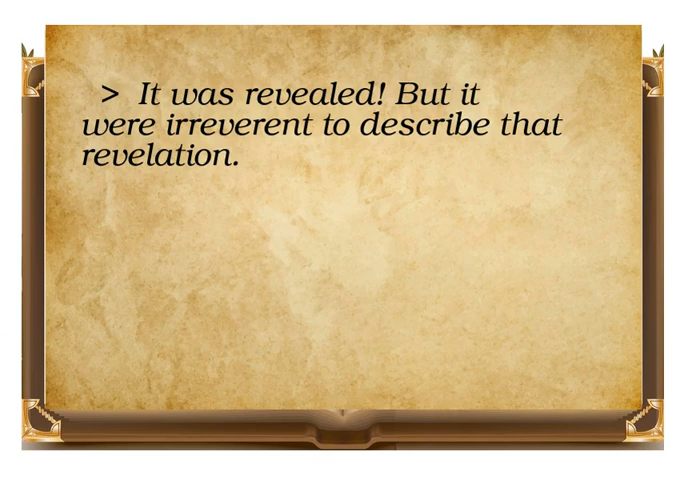 > It was revealed! But it
were irreverent to describe that
revelation.